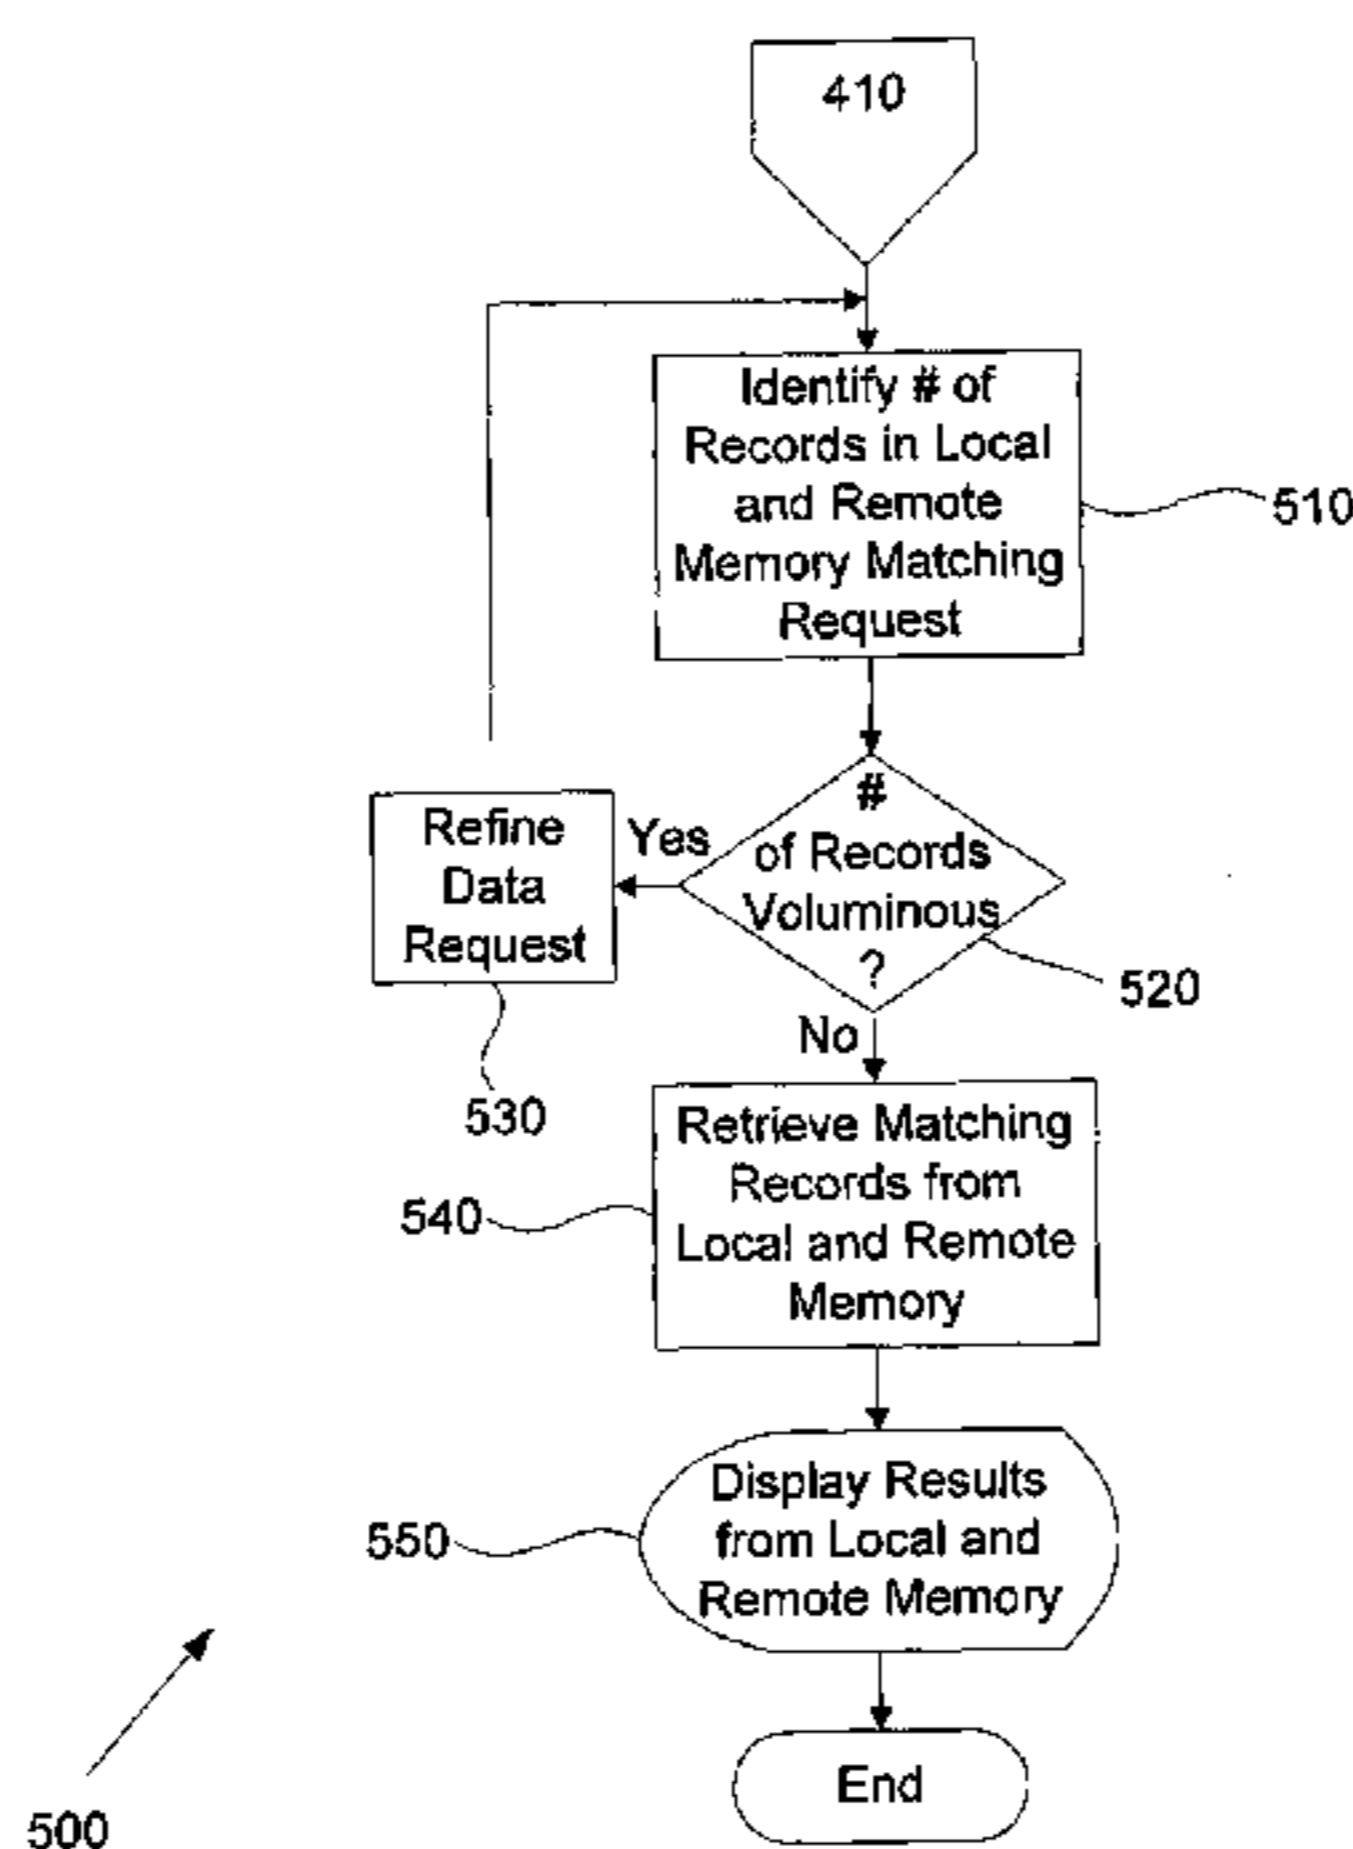 410
Identify # of
Records in Local
and Remote
Memory Matching
Request
510
#
of Records
Voluminous
?
520
Yes
Refine
Data
Request
530
No
Retrieve Matching
Records from
Local and Remote
Memory
540
Display Results
from Local and
Remote Memory
550
End
500